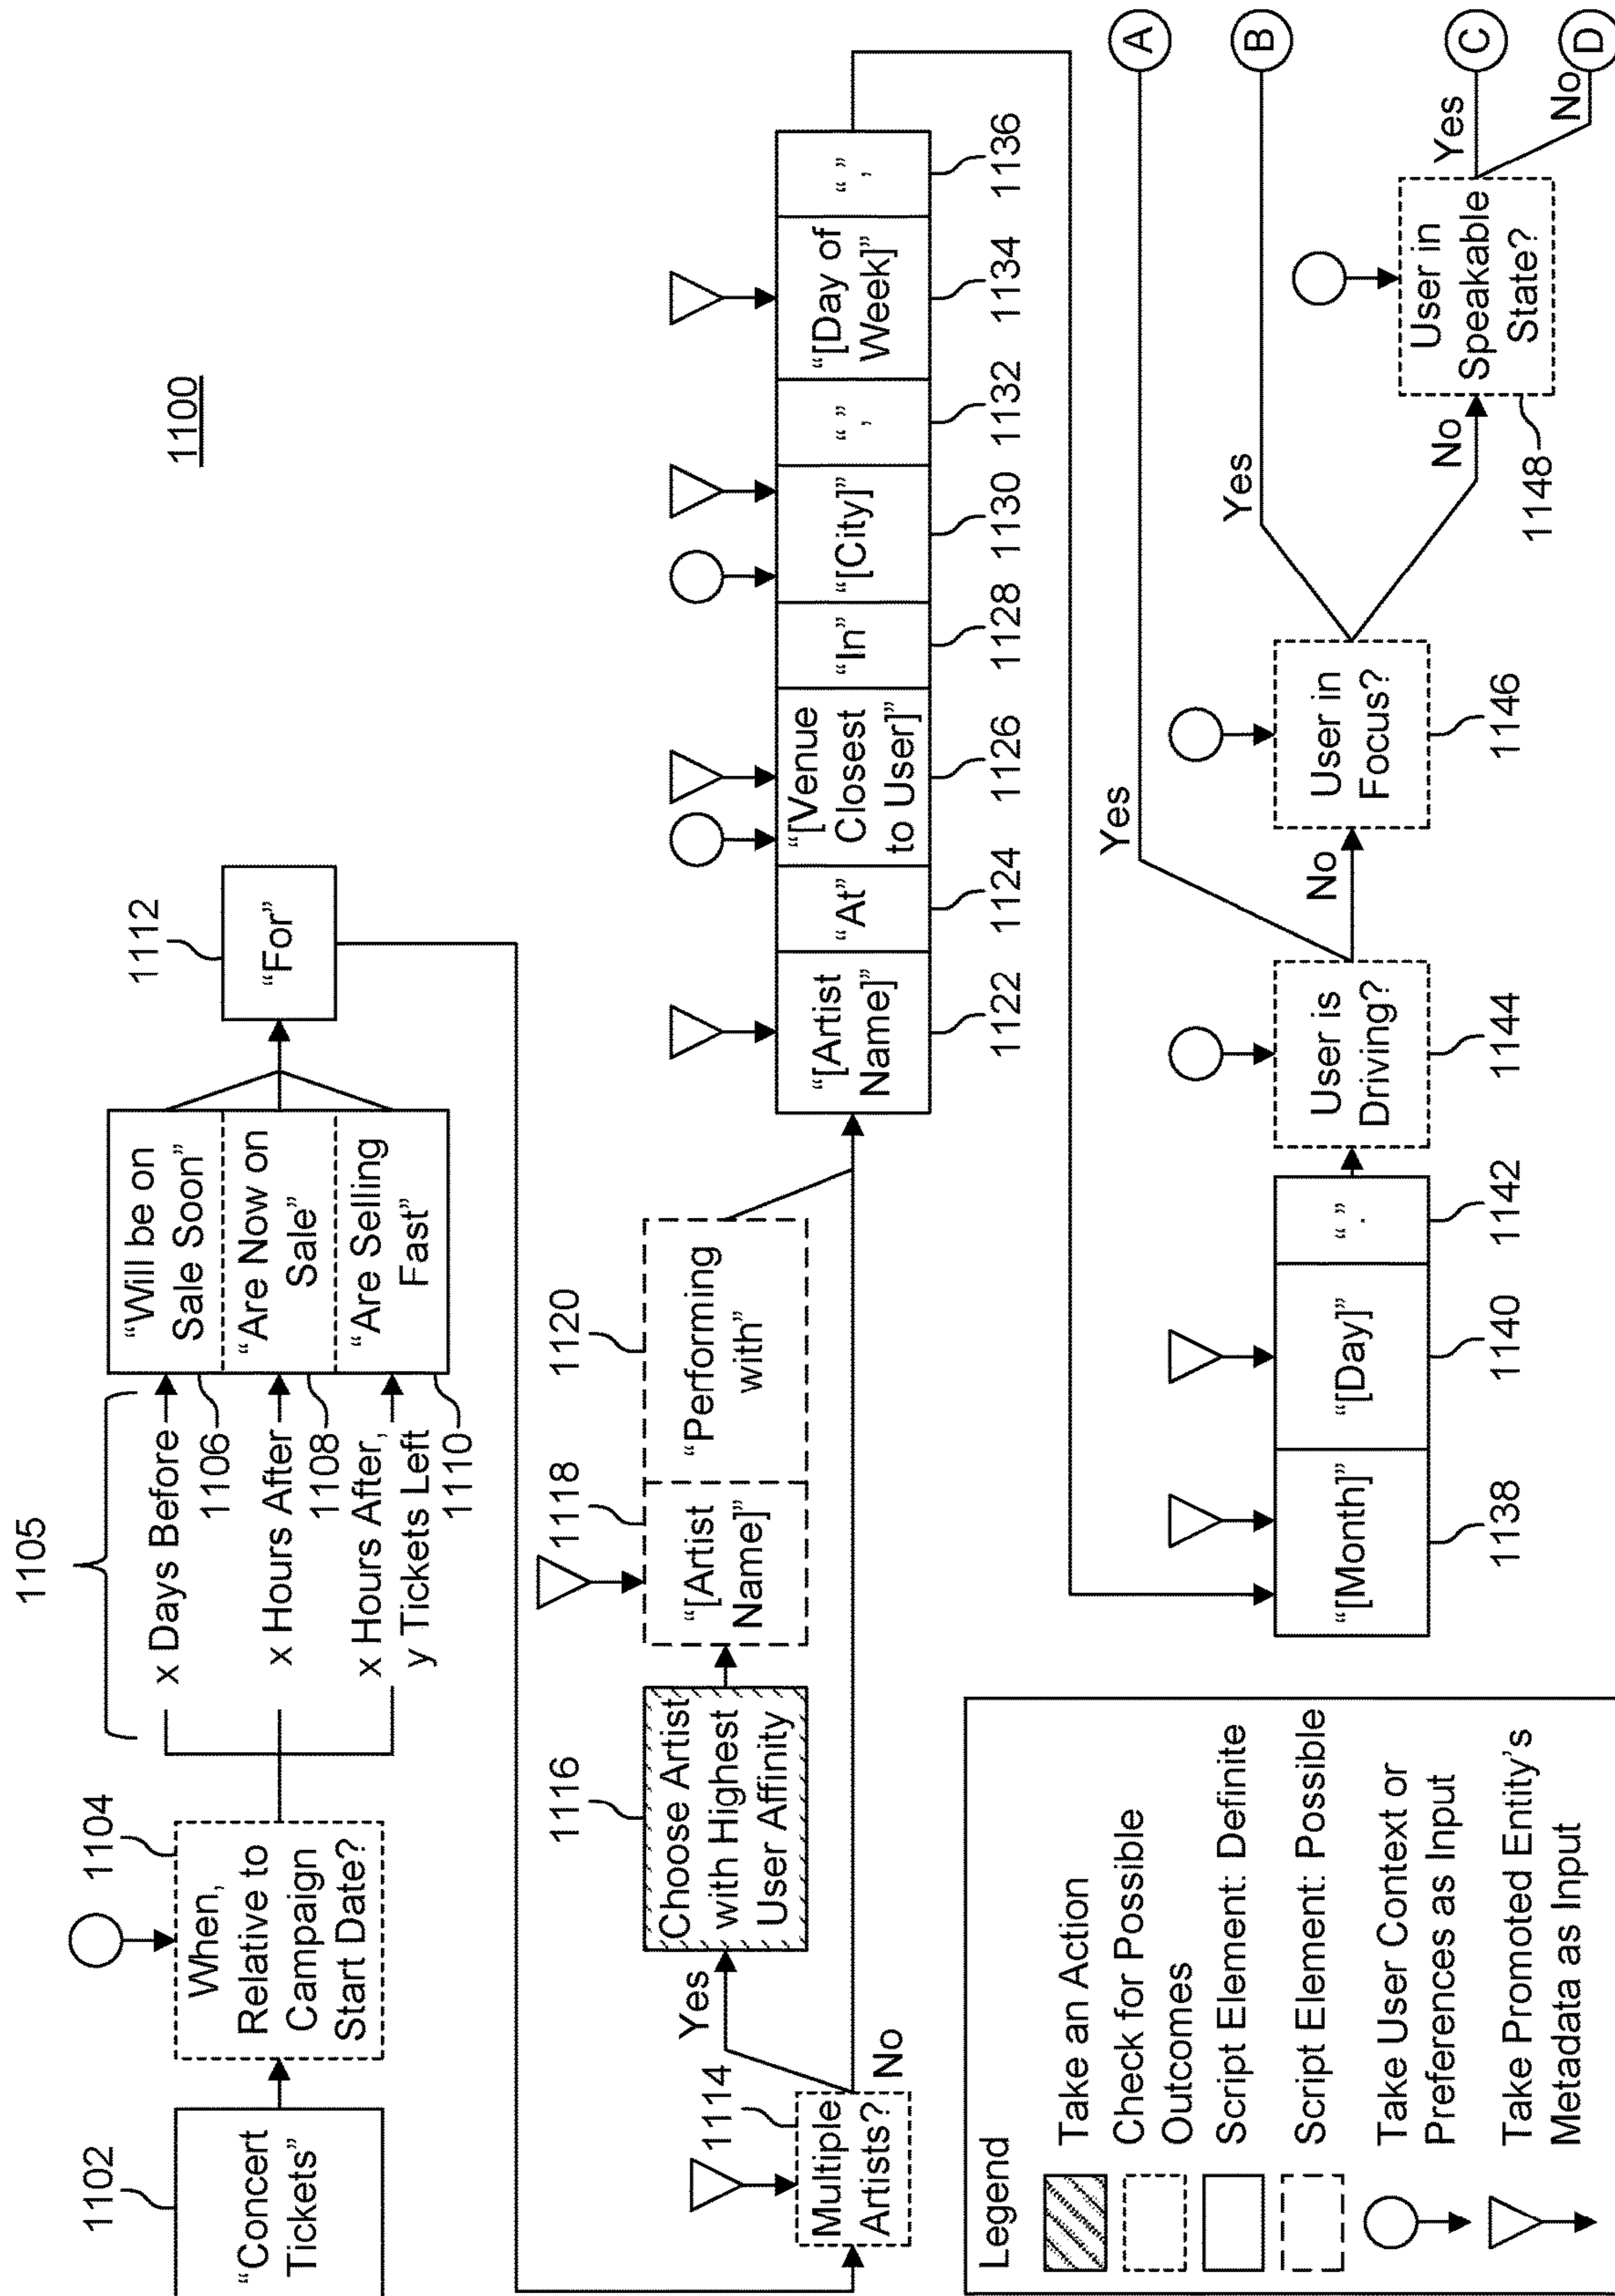 1100
1102
“Concert
Tickets”
1104
When,
Relative to
Campaign
Start Date?
1105
x Days Before
1106
x Hours After
1108
x Hours After,
y Tickets Left
1110
“Will be on
Sale Soon”
“Are Now on
Sale”
“Are Selling
Fast”
1112
“For”
1114
Multiple
Artists?
Yes
No
1116
Choose Artist
with Highest
User Affinity
1118
“[Artist
Name]”
1120
“Performing
with”
“[Artist
Name]”
1122
“At”
1124
“[Venue
Closest
to User]”
1126
“In”
1128
“[City]”
1130
“,”
1132
“[Day of
Week]”
1134
“,”
1136
“[Month]”
1138
“[Day]”
1140
“.”
1142
User is
Driving?
1144
Yes
No
User in
Focus?
1146
Yes
No
User in
Speakable
State?
1148
Yes
No
A
B
C
D
Legend
Take an Action
Check for Possible
Outcomes
Script Element: Definite
Script Element: Possible
Take User Context or
Preferences as Input
Take Promoted Entity’s
Metadata as Input